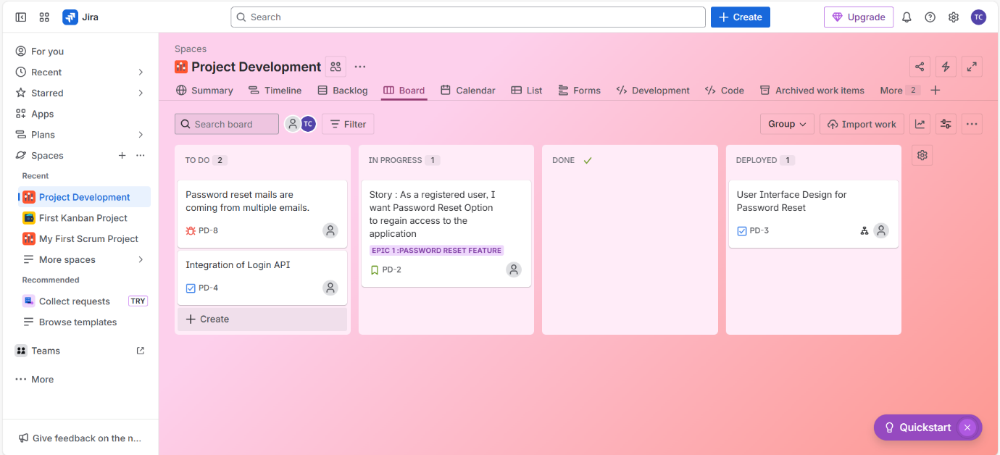 Jira
Search
Create
Upgrade
TC
For you
Recent
Starred
Apps
Plans
Spaces
Recent
Project Development
First Kanban Project
My First Scrum Project
More spaces
Recommended
Collect requests TRY
Browse templates
Teams
More
Give feedback on the n...
Spaces
Project Development
Summary Timeline Backlog Board Calendar List Forms Development Code Archived work items More 2
Search board
TC
Filter
Group
Import work
TO DO 2
Password reset mails are
coming from multiple emails.
PD-8
Integration of Login API
PD-4
Create
IN PROGRESS 1
Story : As a registered user, I
want Password Reset Option
to regain access to the
application
EPIC 1 :PASSWORD RESET FEATURE
PD-2
DONE
DEPLOYED 1
User Interface Design for
Password Reset
PD-3
Quickstart